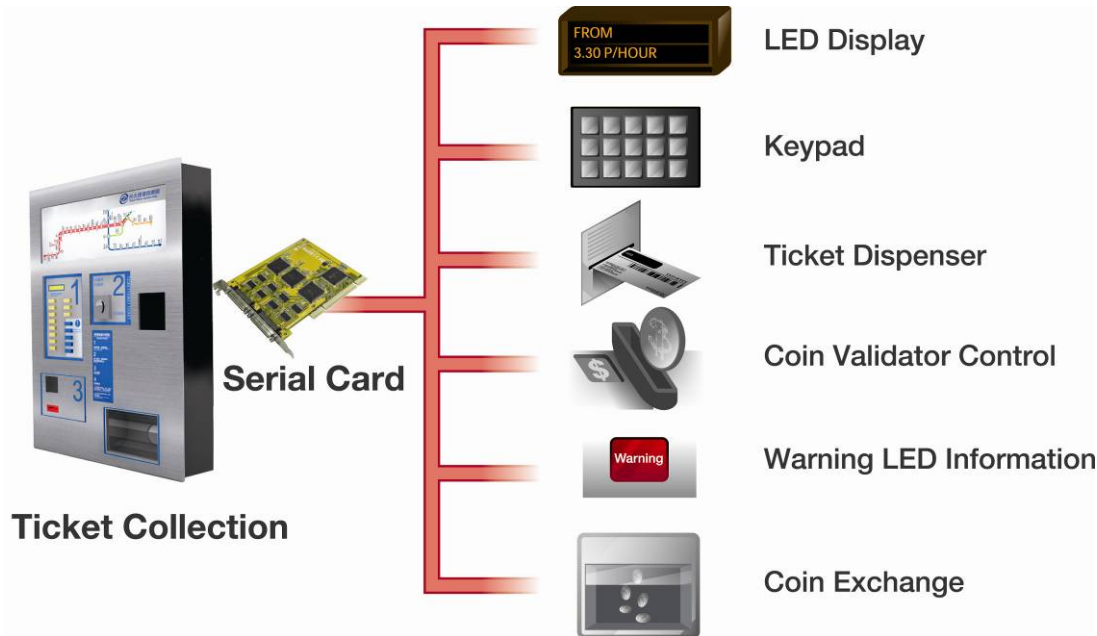 FROM
3.30 P/HOUR
LED Display
Keypad
1
2
3
Ticket Dispenser
Serial Card
$
Coin Validator Control
Warning
Warning LED Information
Ticket Collection
Coin Exchange